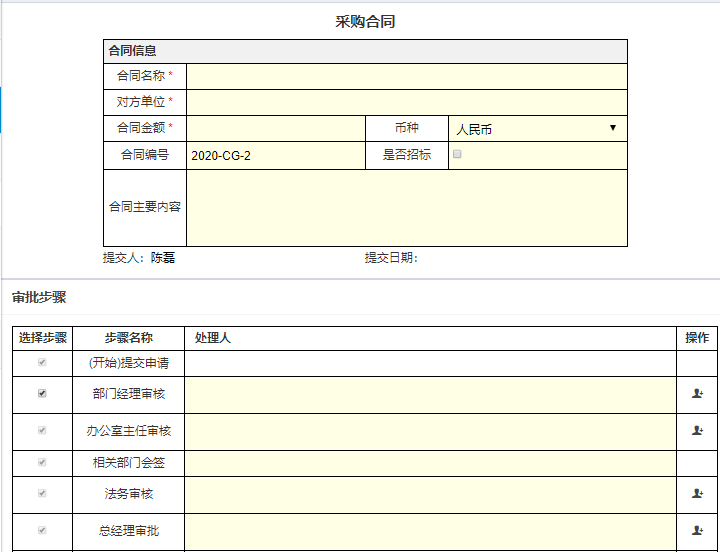 采购合同
合同信息
合同名称 *
对方单位 *
合同金额 * 币种 人民币
合同编号 2020-CG-2 是否招标
合同主要内容
提交人： 陈磊 提交日期：
审批步骤
选择步骤 步骤名称 处理人 操作
(开始)提交申请
部门经理审核
办公室主任审核
相关部门会签
法务审核
总经理审批